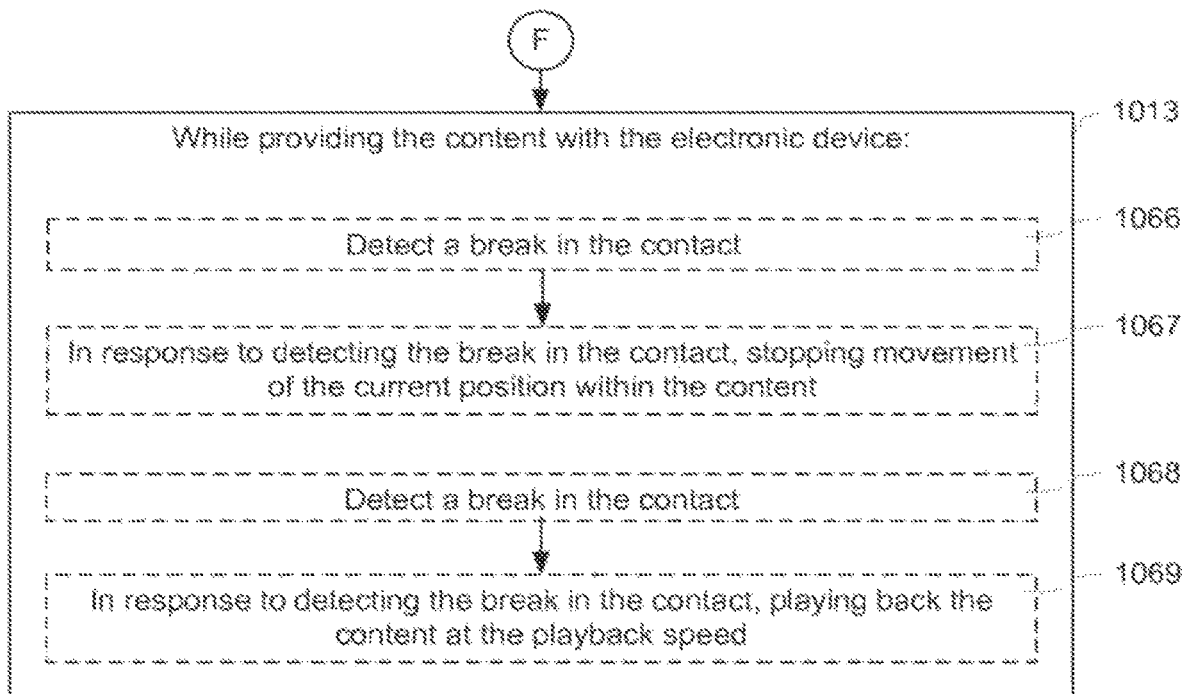 F
1013
While providing the content with the electronic device:
1066
Detect a break in the contact
1067
In response to detecting the break in the contact, stopping movement
of the current position within the content
1068
Detect a break in the contact
1069
In response to detecting the break in the contact, playing back the
content at the playback speed